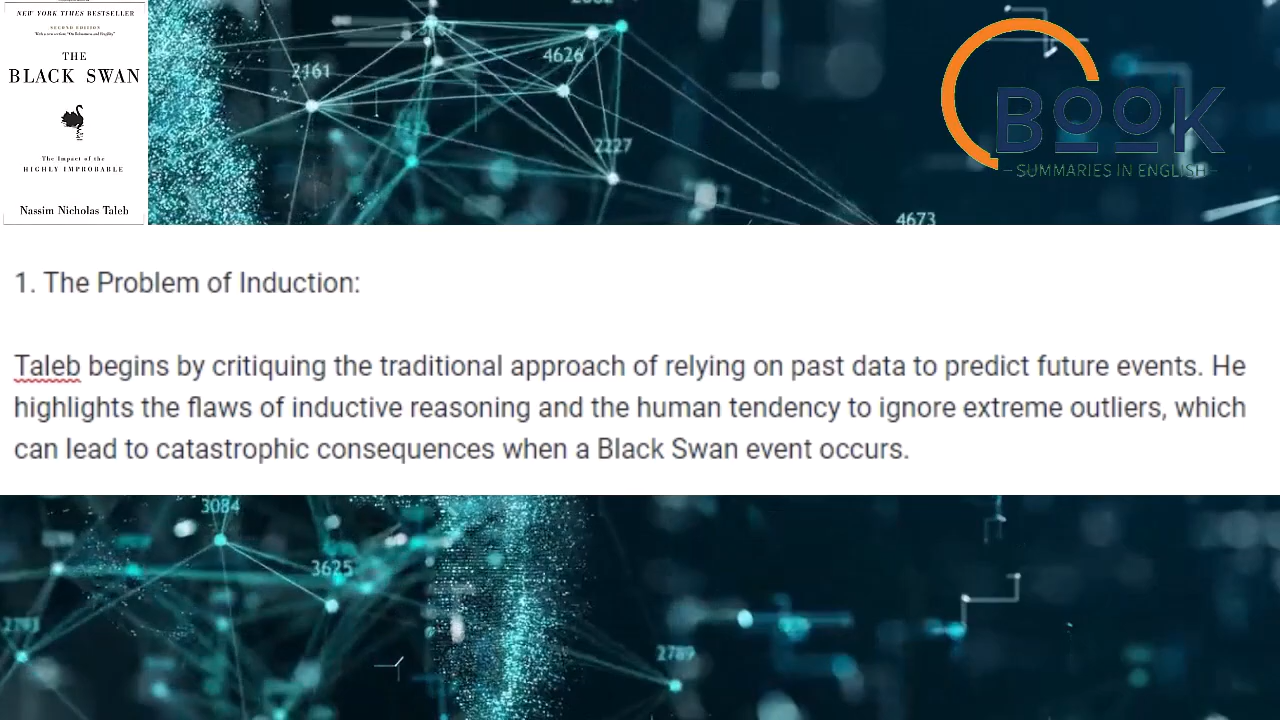 NEW YORK TIMES BESTSELLER
SECOND EDITION
THE
BLACK SWAN
The Impact of the
HIGHLY IMPROBABLE
Nassim Nicholas Taleb
2161
4626
2227
4673
BOOK
SUMMARIES IN ENGLISH
1. The Problem of Induction:
Taleb begins by critiquing the traditional approach of relying on past data to predict future events. He
highlights the flaws of inductive reasoning and the human tendency to ignore extreme outliers, which
can lead to catastrophic consequences when a Black Swan event occurs.
3084
3625
2789